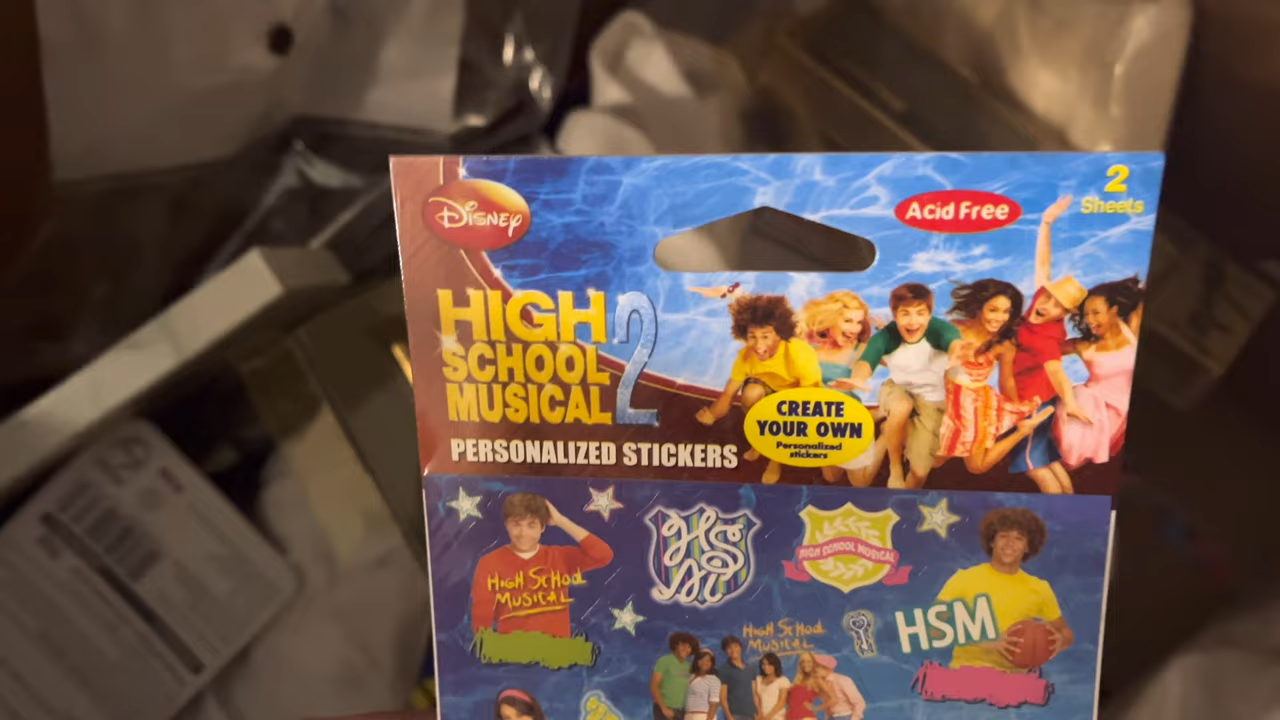 Disney
Acid Free
2
Sheets
HIGH
SCHOOL
MUSICAL 2
PERSONALIZED STICKERS
CREATE
YOUR OWN
Personalized
stickers
HIGH SCHOOL
MUSICAL
HSM
HIGH SCHOOL MUSICAL
HSM
HIGH SCHOOL
MUSICAL